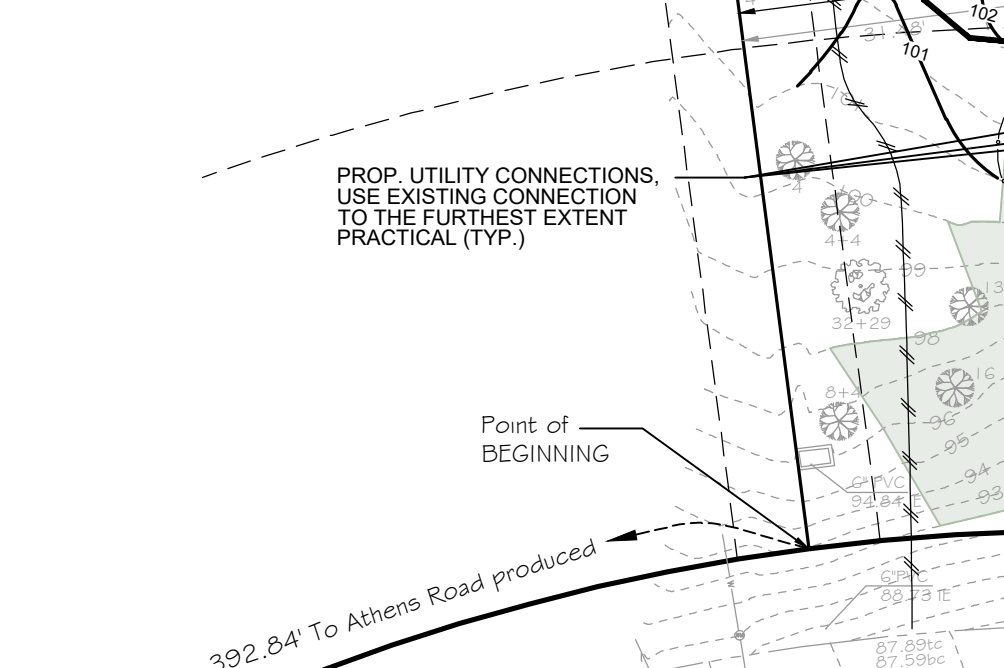 102
31.48'
101
PROP. UTILITY CONNECTIONS,
USE EXISTING CONNECTION
TO THE FURTHEST EXTENT
PRACTICAL (TYP.)
4
100
4+4
99
13
32+29
98
16
8+4
96
Point of
BEGINNING
95
94
6" PVC
94.84 IE
93
392.84' To Athens Road produced
6"PVC
88.73 IE
W
87.89tc
87.59bc